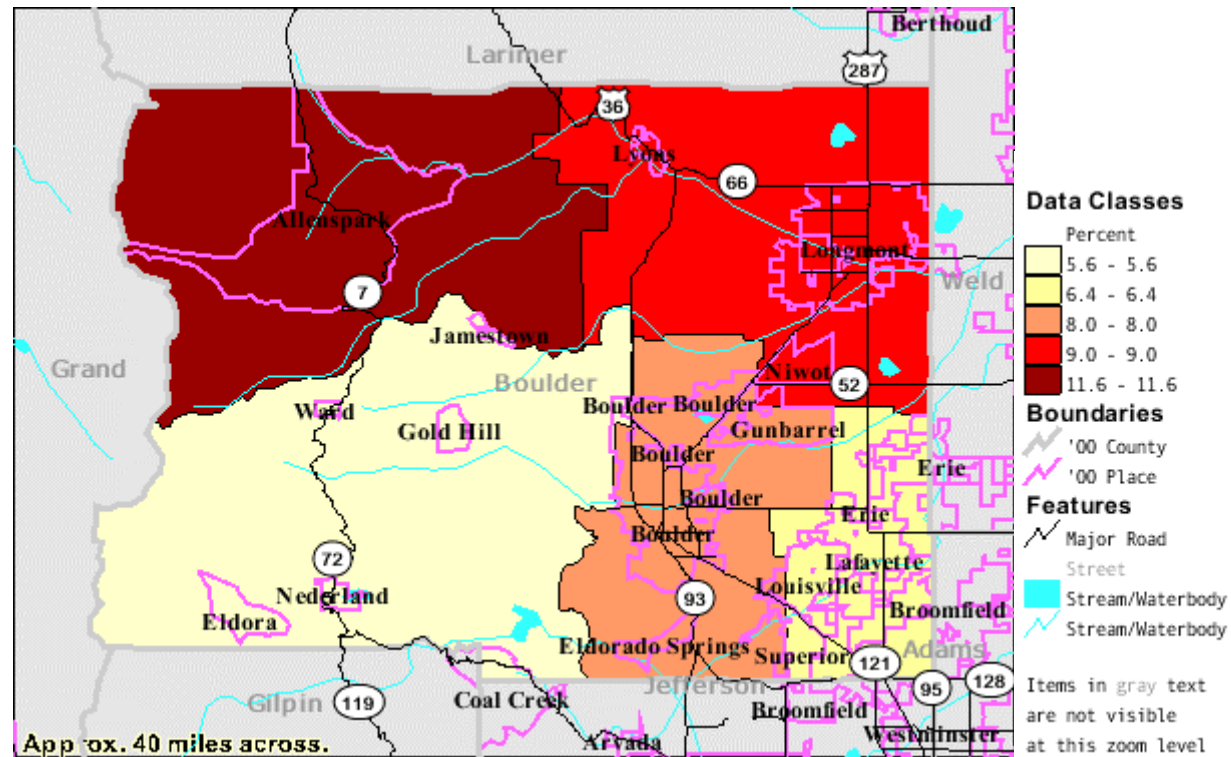 Berthoud
Larimer
287
36
Lyons
66
Allenspark
Longmont
7
Weld
Jamestown
Grand
Boulder
Niwot
52
Ward
Boulder
Boulder
Gold Hill
Gunbarrel
Boulder
Erie
Boulder
Erie
Boulder
72
Lafayette
Louisville
Nederland
93
Broomfield
Eldora
Eldorado Springs
Superior
Adams
121
Jefferson
95
128
Gilpin
119
Coal Creek
Broomfield
Arvada
Westminster
Approx. 40 miles across.
Data Classes
Percent
5.6 - 5.6
6.4 - 6.4
8.0 - 8.0
9.0 - 9.0
11.6 - 11.6
Boundaries
'00 County
'00 Place
Features
Major Road
Street
Stream/Waterbody
Stream/Waterbody
Items in gray text
are not visible
at this zoom level